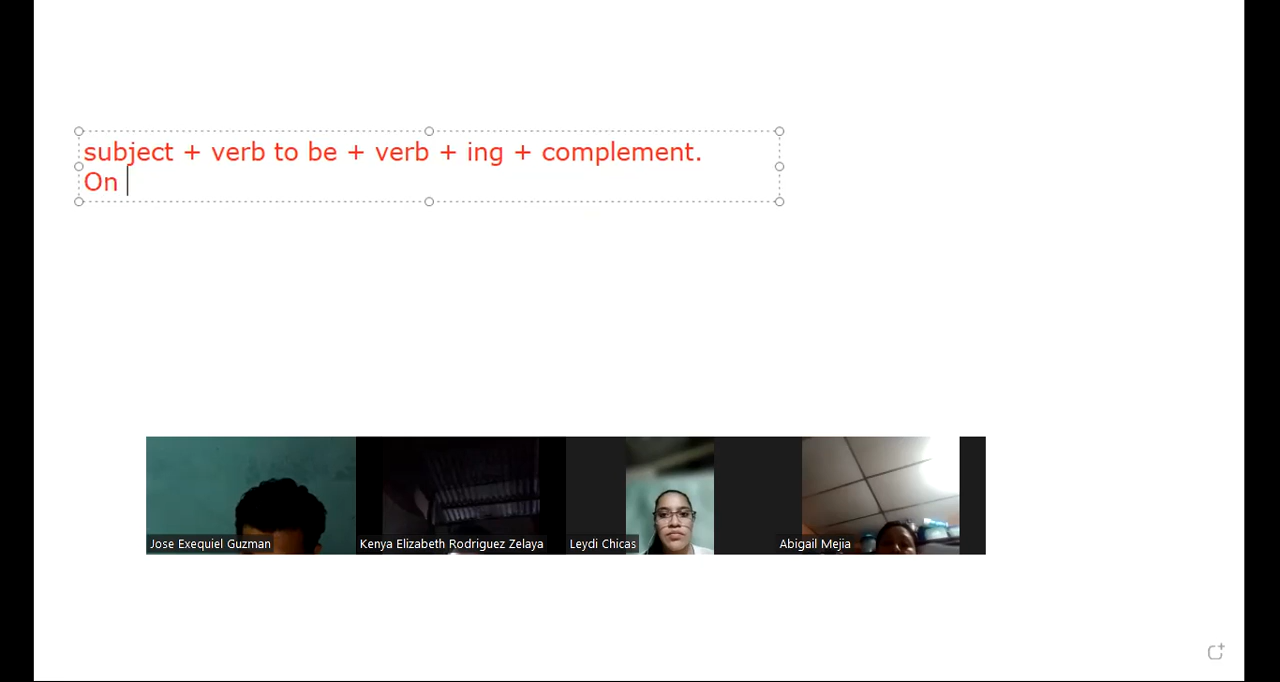 subject + verb to be + verb + ing + complement.
On
Jose Exequiel Guzman
Kenya Elizabeth Rodriguez Zelaya
Leydi Chicas
Abigail Mejia